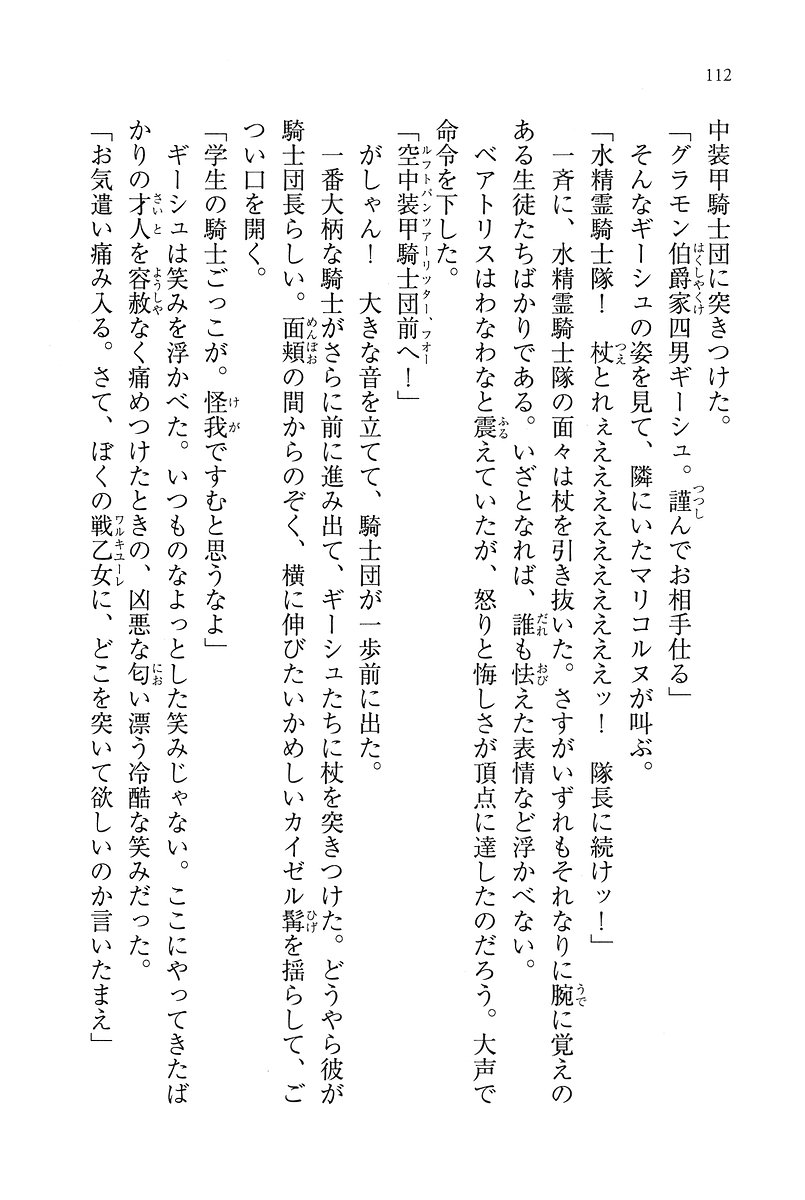 112
中装甲騎士団に突きつけた。
「グラモン伯爵家四男ギーシュ。謹んでお相手仕る」
そんなギーシュの姿を見て、隣にいたマリコルヌが叫ぶ。
「水精霊騎士隊！　杖とれぇえええええええええッ！　隊長に続けッ！」
一斉に、水精霊騎士隊の面々は杖を引き抜いた。さすがいずれもそれなりに腕に覚えの
ある生徒たちばかりである。いざとなれば、誰も怯えた表情など浮かべない。
ベアトリスはわなわなと震えていたが、怒りと悔しさが頂点に達したのだろう。大声で
命令を下した。
「空中装甲騎士団前へ！」
がしゃん！　大きな音を立てて、騎士団が一歩前に出た。
一番大柄な騎士がさらに前に進み出て、ギーシュたちに杖を突きつけた。どうやら彼が
騎士団長らしい。面頬の間からのぞく、横に伸びたいかめしいカイゼル髯を揺らして、ご
つい口を開く。
「学生の騎士ごっこが。怪我ですむと思うなよ」
ギーシュは笑みを浮かべた。いつものなよっとした笑みじゃない。ここにやってきたば
かりの才人を容赦なく痛めつけたときの、凶悪な匂い漂う冷酷な笑みだった。
「お気遣い痛み入る。さて、ぼくの戦乙女に、どこを突いて欲しいのか言いたまえ」